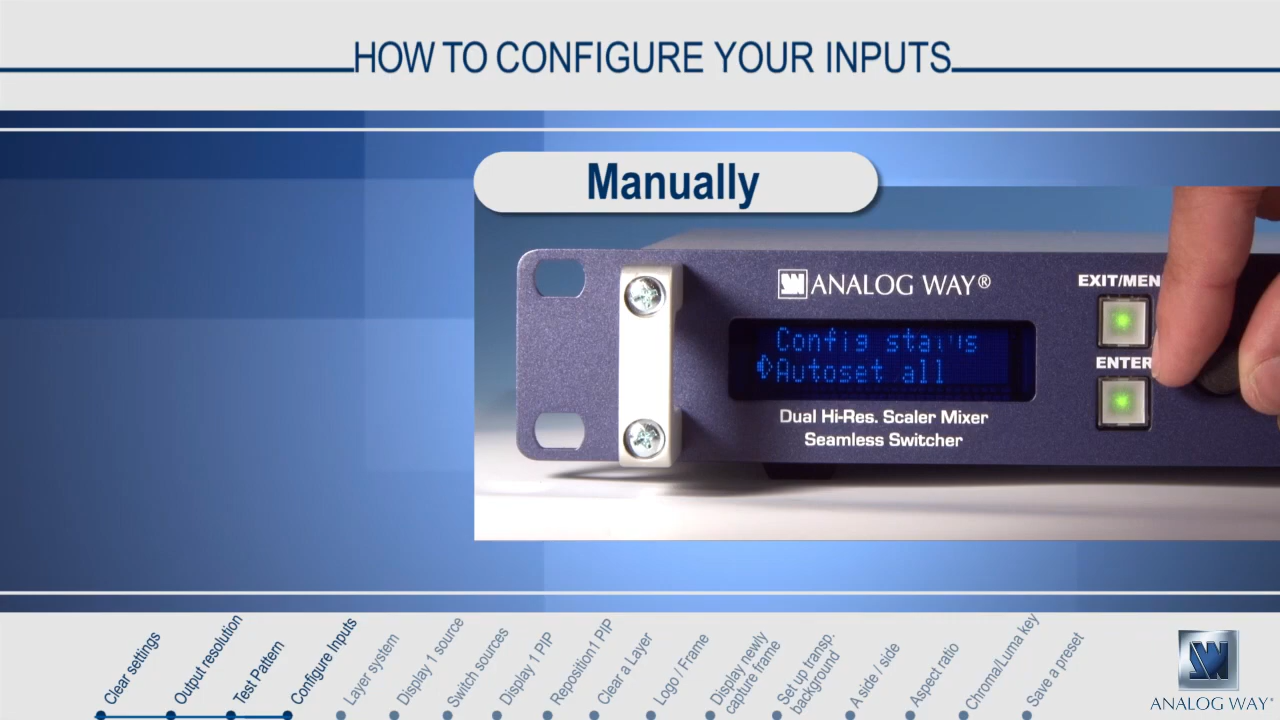 HOW TO CONFIGURE YOUR INPUTS
Manually
ANALOG WAY®
EXIT/MEN
Config
Autoset all
ENTER
Dual Hi-Res. Scaler Mixer
Seamless Switcher
Clear settings
Output resolution
Test Pattern
Configure Inputs
Layer system
Display 1 source
Switch sources
Display 1 PIP
Reposition1 PIP
Clear a Layer
Logo / Frame
Display newly
capture frame
Set up transp.
background
A side / side
Aspect ratio
Chroma/Luma key
Save a preset
ANALOG WAY®